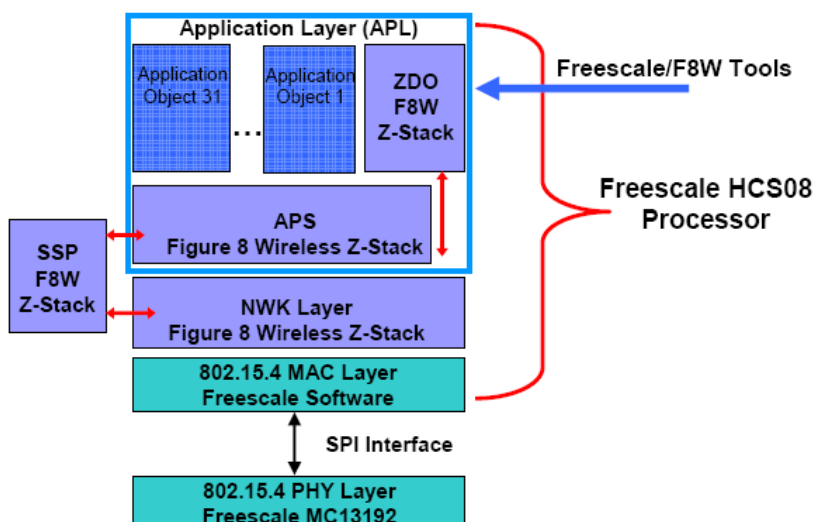 Application Layer (APL)
Application
Object 31
...
Application
Object 1
ZDO
F8W
Z-Stack
Freescale/F8W Tools
Freescale HCS08
Processor
APS
Figure 8 Wireless Z-Stack
SSP
F8W
Z-Stack
NWK Layer
Figure 8 Wireless Z-Stack
802.15.4 MAC Layer
Freescale Software
SPI Interface
802.15.4 PHY Layer
Freescale MC13192